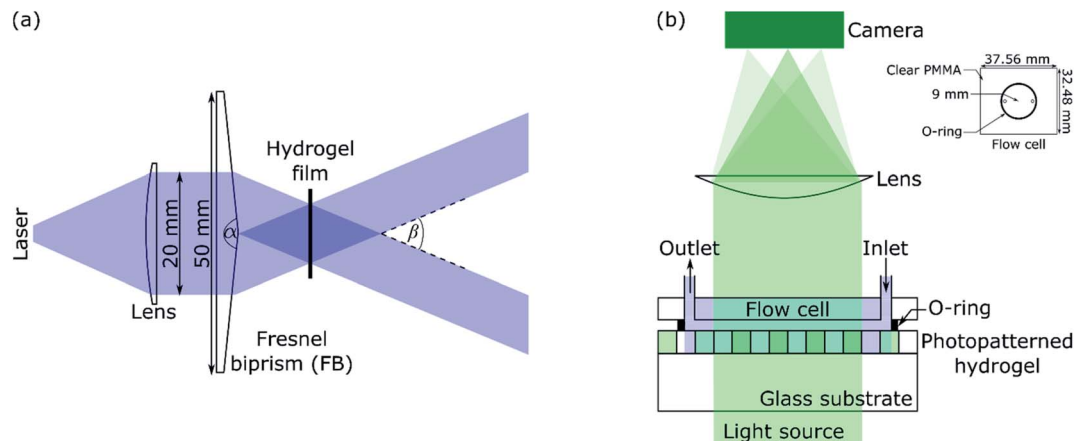 (a)
Laser
Lens
20 mm
50 mm
α
Fresnel
biprism (FB)
Hydrogel
film
β
(b)
Camera
37.56 mm
Clear PMMA
9 mm
32.48 mm
O-ring
Flow cell
Lens
Outlet
Inlet
Flow cell
O-ring
Photopatterned
hydrogel
Glass substrate
Light source